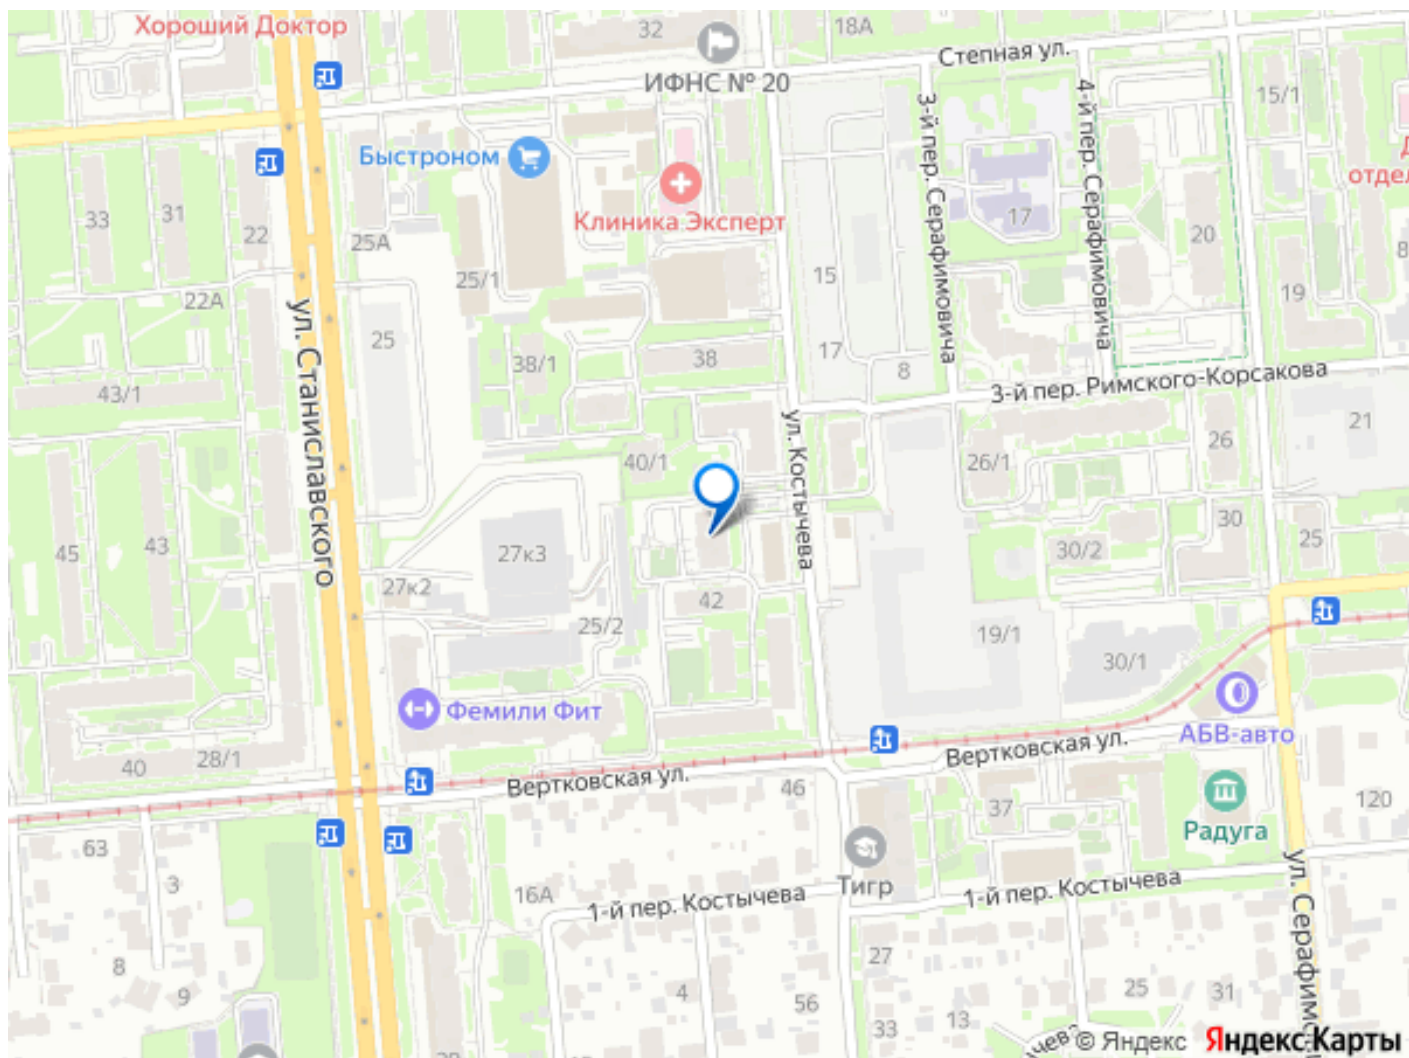 Хороший Доктор
32
18А
Степная ул.
ИФНС № 20
15/1
3-й пер. Серафимовича
4-й пер. Серафимовича
Быстроном
Клиника Эксперт
отдел
33
31
22
25А
17
20
25/1
15
19
22А
ул. Станиславского
25
38/1
38
17
8
3-й пер. Римского-Корсакова
43/1
ул. Костычева
21
26
40/1
26/1
45
43
27к3
30/2
30
25
27к2
42
25/2
19/1
30/1
Фемили Фит
АБВ-авто
28/1
40
Вертковская ул.
Вертковская ул.
46
37
120
Радуга
63
3
Тигр
16А
1-й пер. Костычева
1-й пер. Костычева
ул. Серафимо
27
8
9
4
56
25
31
13
33
© Яндекс Яндекс Карты